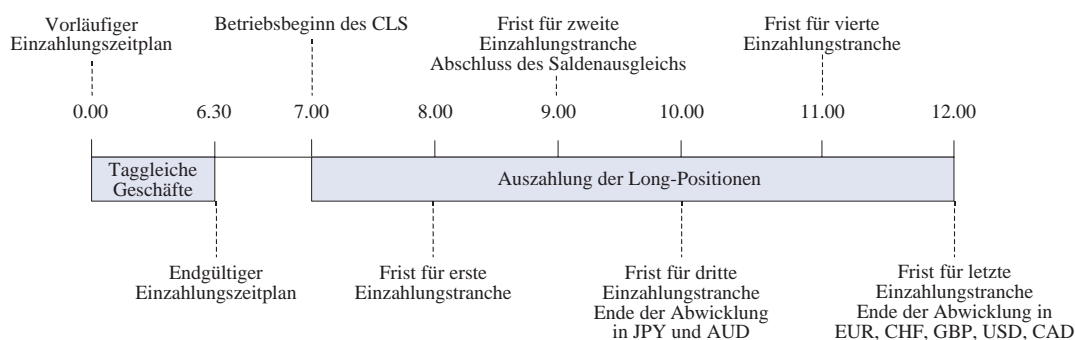 Vorläufiger
Einzahlungszeitplan
Betriebsbeginn des CLS
Frist für zweite
Einzahlungstranche
Abschluss des Saldenausgleichs
Frist für vierte
Einzahlungstranche
0.00
6.30
7.00
8.00
9.00
10.00
11.00
12.00
Taggleiche
Geschäfte
Auszahlung der Long-Positionen
Endgültiger
Einzahlungszeitplan
Frist für erste
Einzahlungstranche
Frist für dritte
Einzahlungstranche
Ende der Abwicklung
in JPY und AUD
Frist für letzte
Einzahlungstranche
Ende der Abwicklung in
EUR, CHF, GBP, USD, CAD